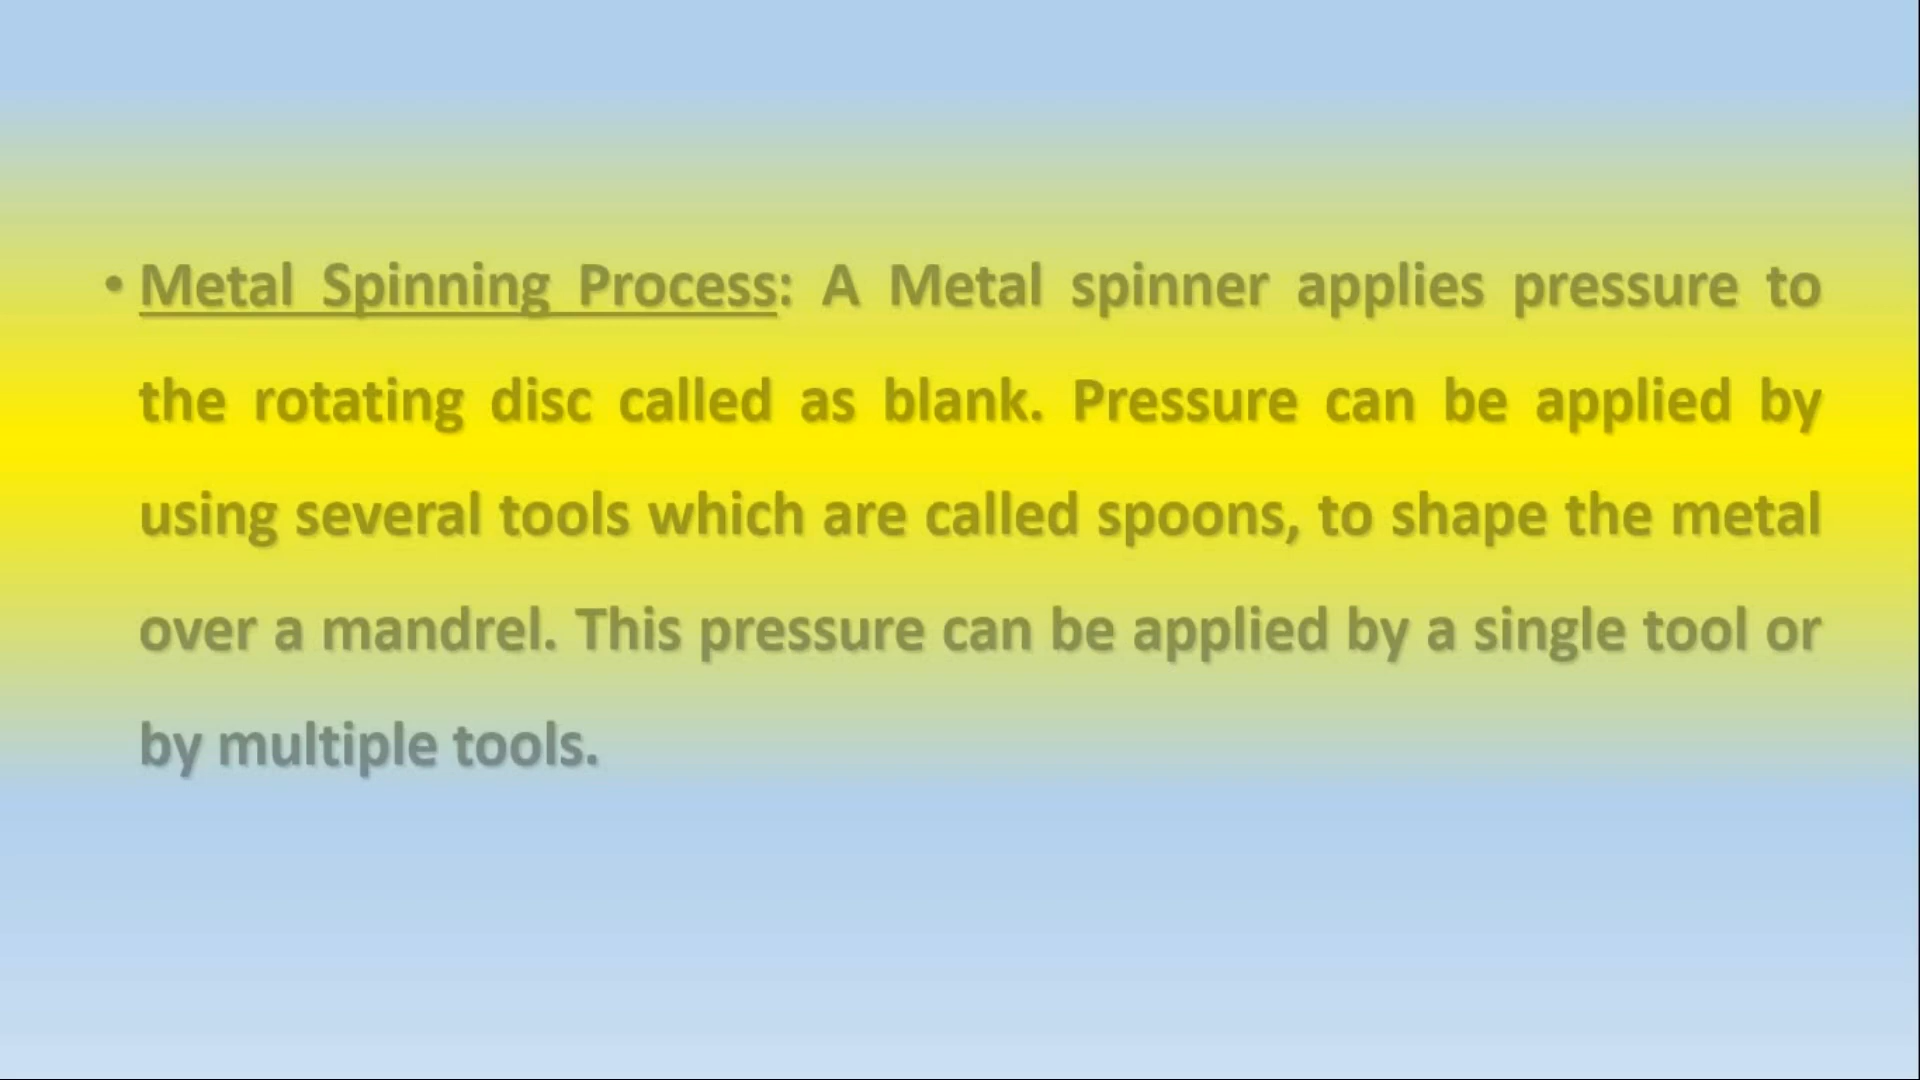 • Metal Spinning Process: A Metal spinner applies pressure to
the rotating disc called as blank. Pressure can be applied by
using several tools which are called spoons, to shape the metal
over a mandrel. This pressure can be applied by a single tool or
by multiple tools.